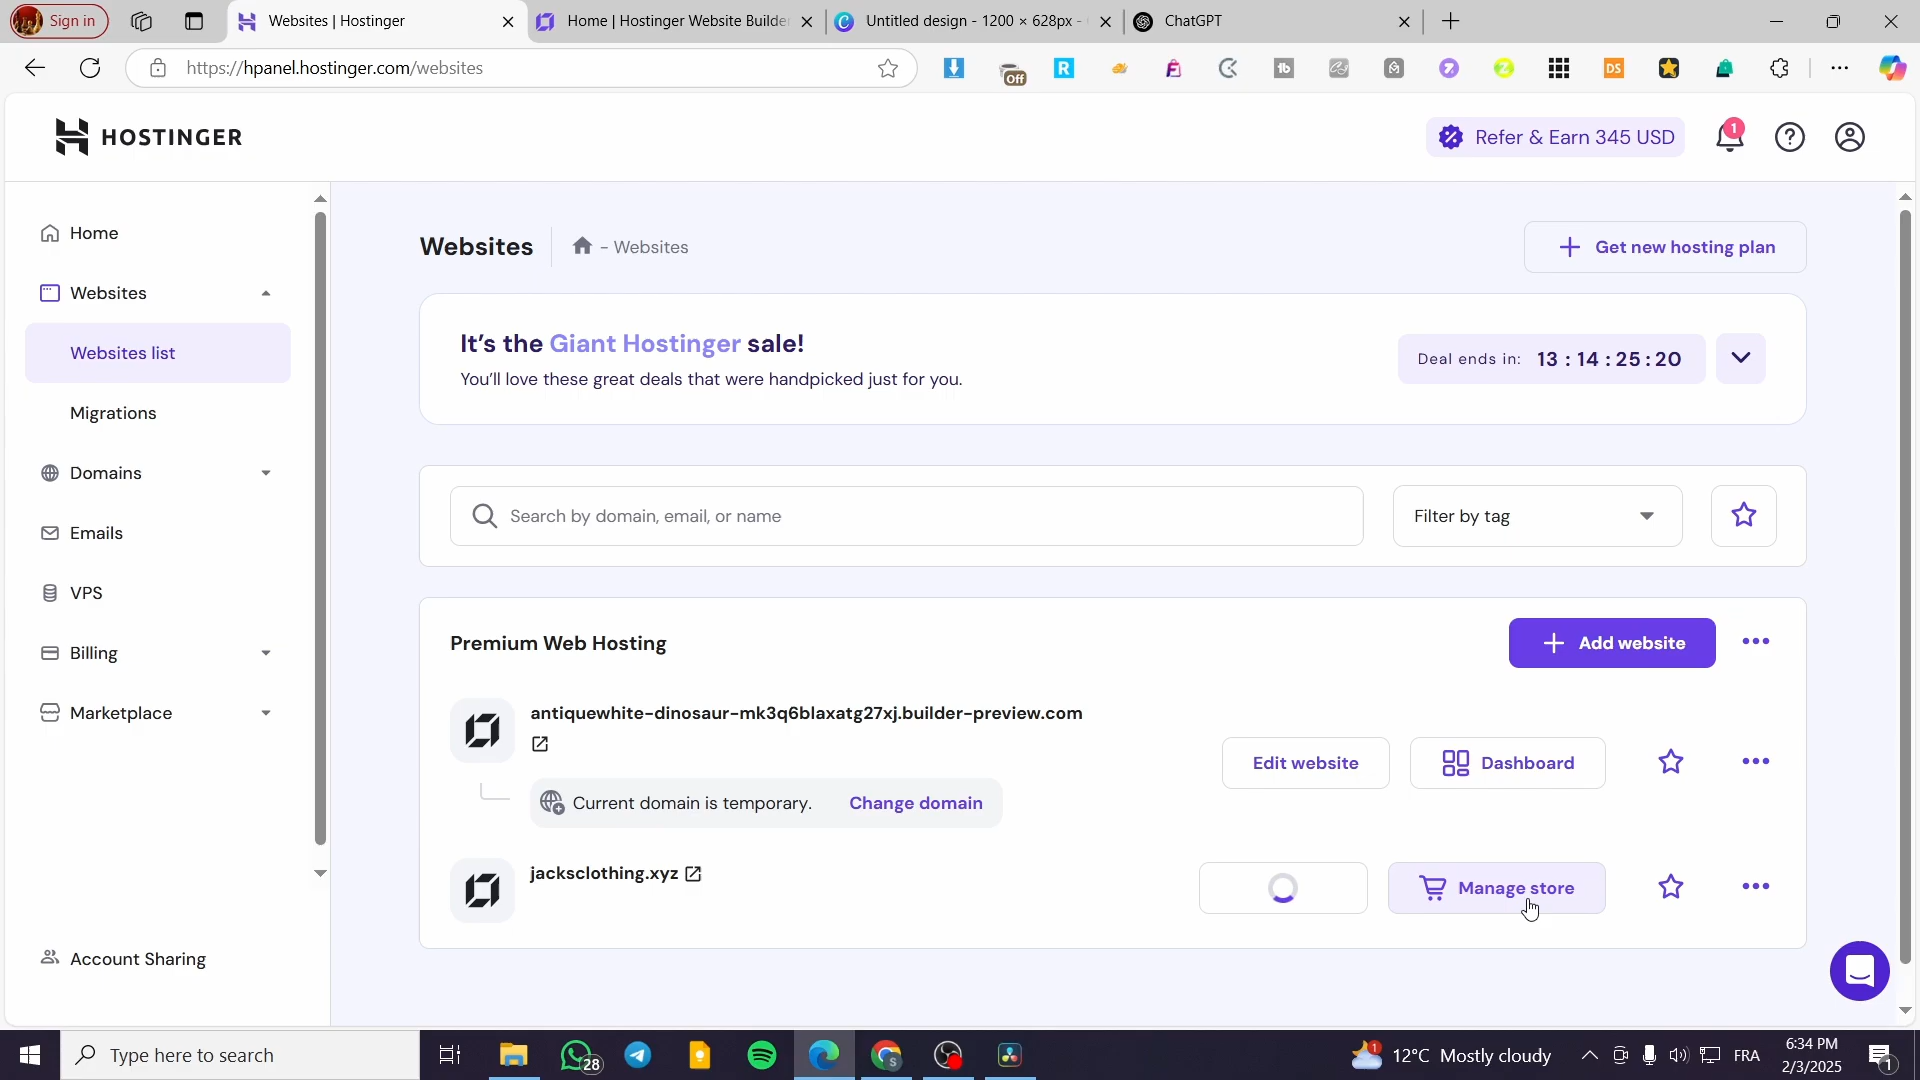 Sign in
Websites | Hostinger
Home | Hostinger Website Builde
Untitled design - 1200 × 628px -
ChatGPT
https://hpanel.hostinger.com/websites
Off
R
tb
DS
HOSTINGER
Refer & Earn 345 USD
1
Home
Websites
Websites list
Migrations
Domains
Emails
VPS
Billing
Marketplace
Account Sharing
Websites
- Websites
Get new hosting plan
It's the Giant Hostinger sale!
You'll love these great deals that were handpicked just for you.
Deal ends in: 13 : 14 : 25 : 20
Search by domain, email, or name
Filter by tag
Premium Web Hosting
Add website
antiquewhite-dinosaur-mk3q6blaxatg27xj.builder-preview.com
Current domain is temporary. Change domain
Edit website
Dashboard
jacksclothing.xyz
Manage store
Type here to search
28
1
12°C Mostly cloudy
FRA
6:34 PM
2/3/2025
1